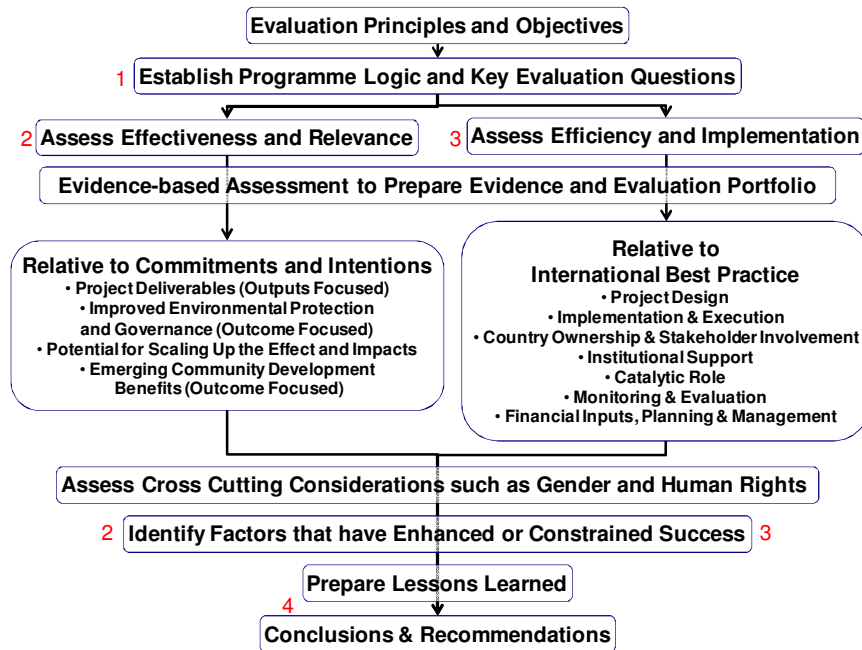 Evaluation Principles and Objectives
1 Establish Programme Logic and Key Evaluation Questions
2 Assess Effectiveness and Relevance
3 Assess Efficiency and Implementation
Evidence-based Assessment to Prepare Evidence and Evaluation Portfolio
Relative to Commitments and Intentions
• Project Deliverables (Outputs Focused)
• Improved Environmental Protection
and Governance (Outcome Focused)
• Potential for Scaling Up the Effect and Impacts
• Emerging Community Development
Benefits (Outcome Focused)
Relative to
International Best Practice
• Project Design
• Implementation & Execution
• Country Ownership & Stakeholder Involvement
• Institutional Support
• Catalytic Role
• Monitoring & Evaluation
• Financial Inputs, Planning & Management
Assess Cross Cutting Considerations such as Gender and Human Rights
2 Identify Factors that have Enhanced or Constrained Success 3
Prepare Lessons Learned
4
Conclusions & Recommendations